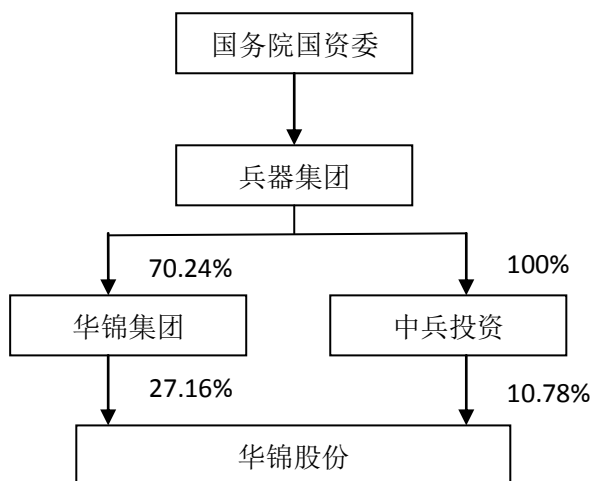 国务院国资委
兵器集团
70.24%
100%
华锦集团
中兵投资
27.16%
10.78%
华锦股份